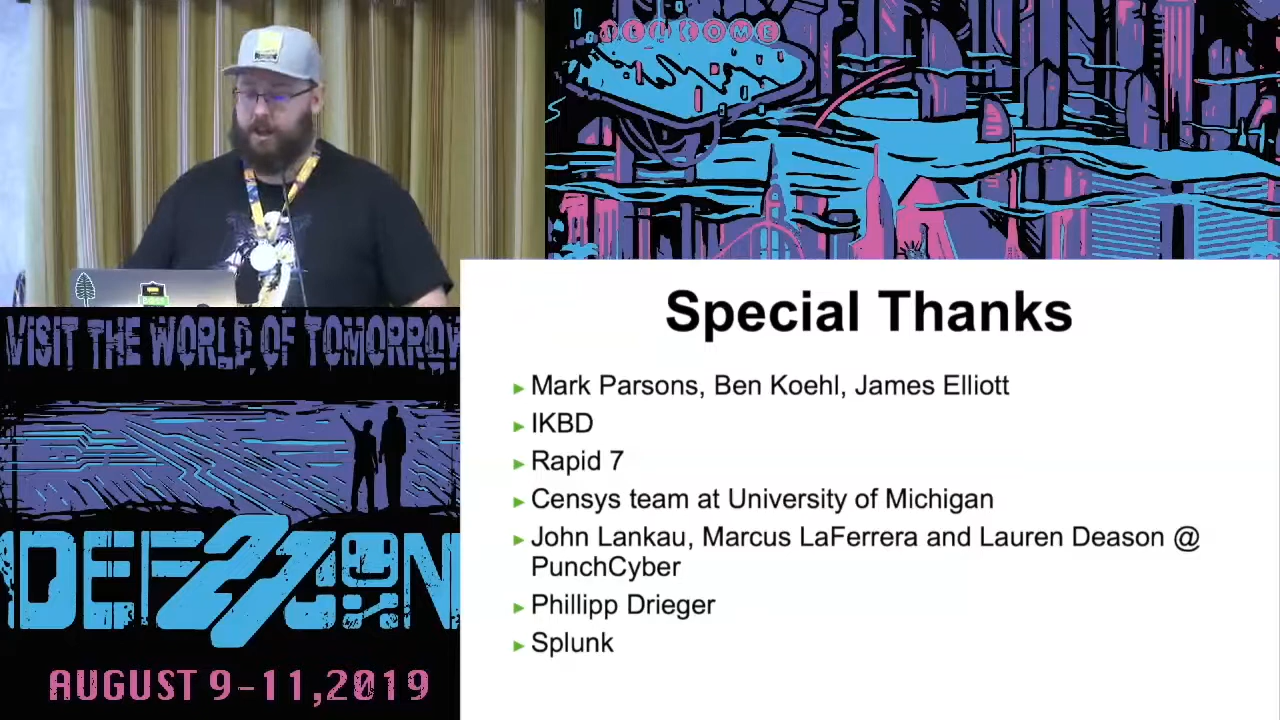 WELCOME
Special Thanks
Mark Parsons, Ben Koehl, James Elliott
IKBD
Rapid 7
Censys team at University of Michigan
John Lankau, Marcus LaFerrera and Lauren Deason @
PunchCyber
Phillipp Drieger
Splunk
VISIT THE WORLD OF TOMORROW
DEF CON
27
AUGUST 9-11,2019